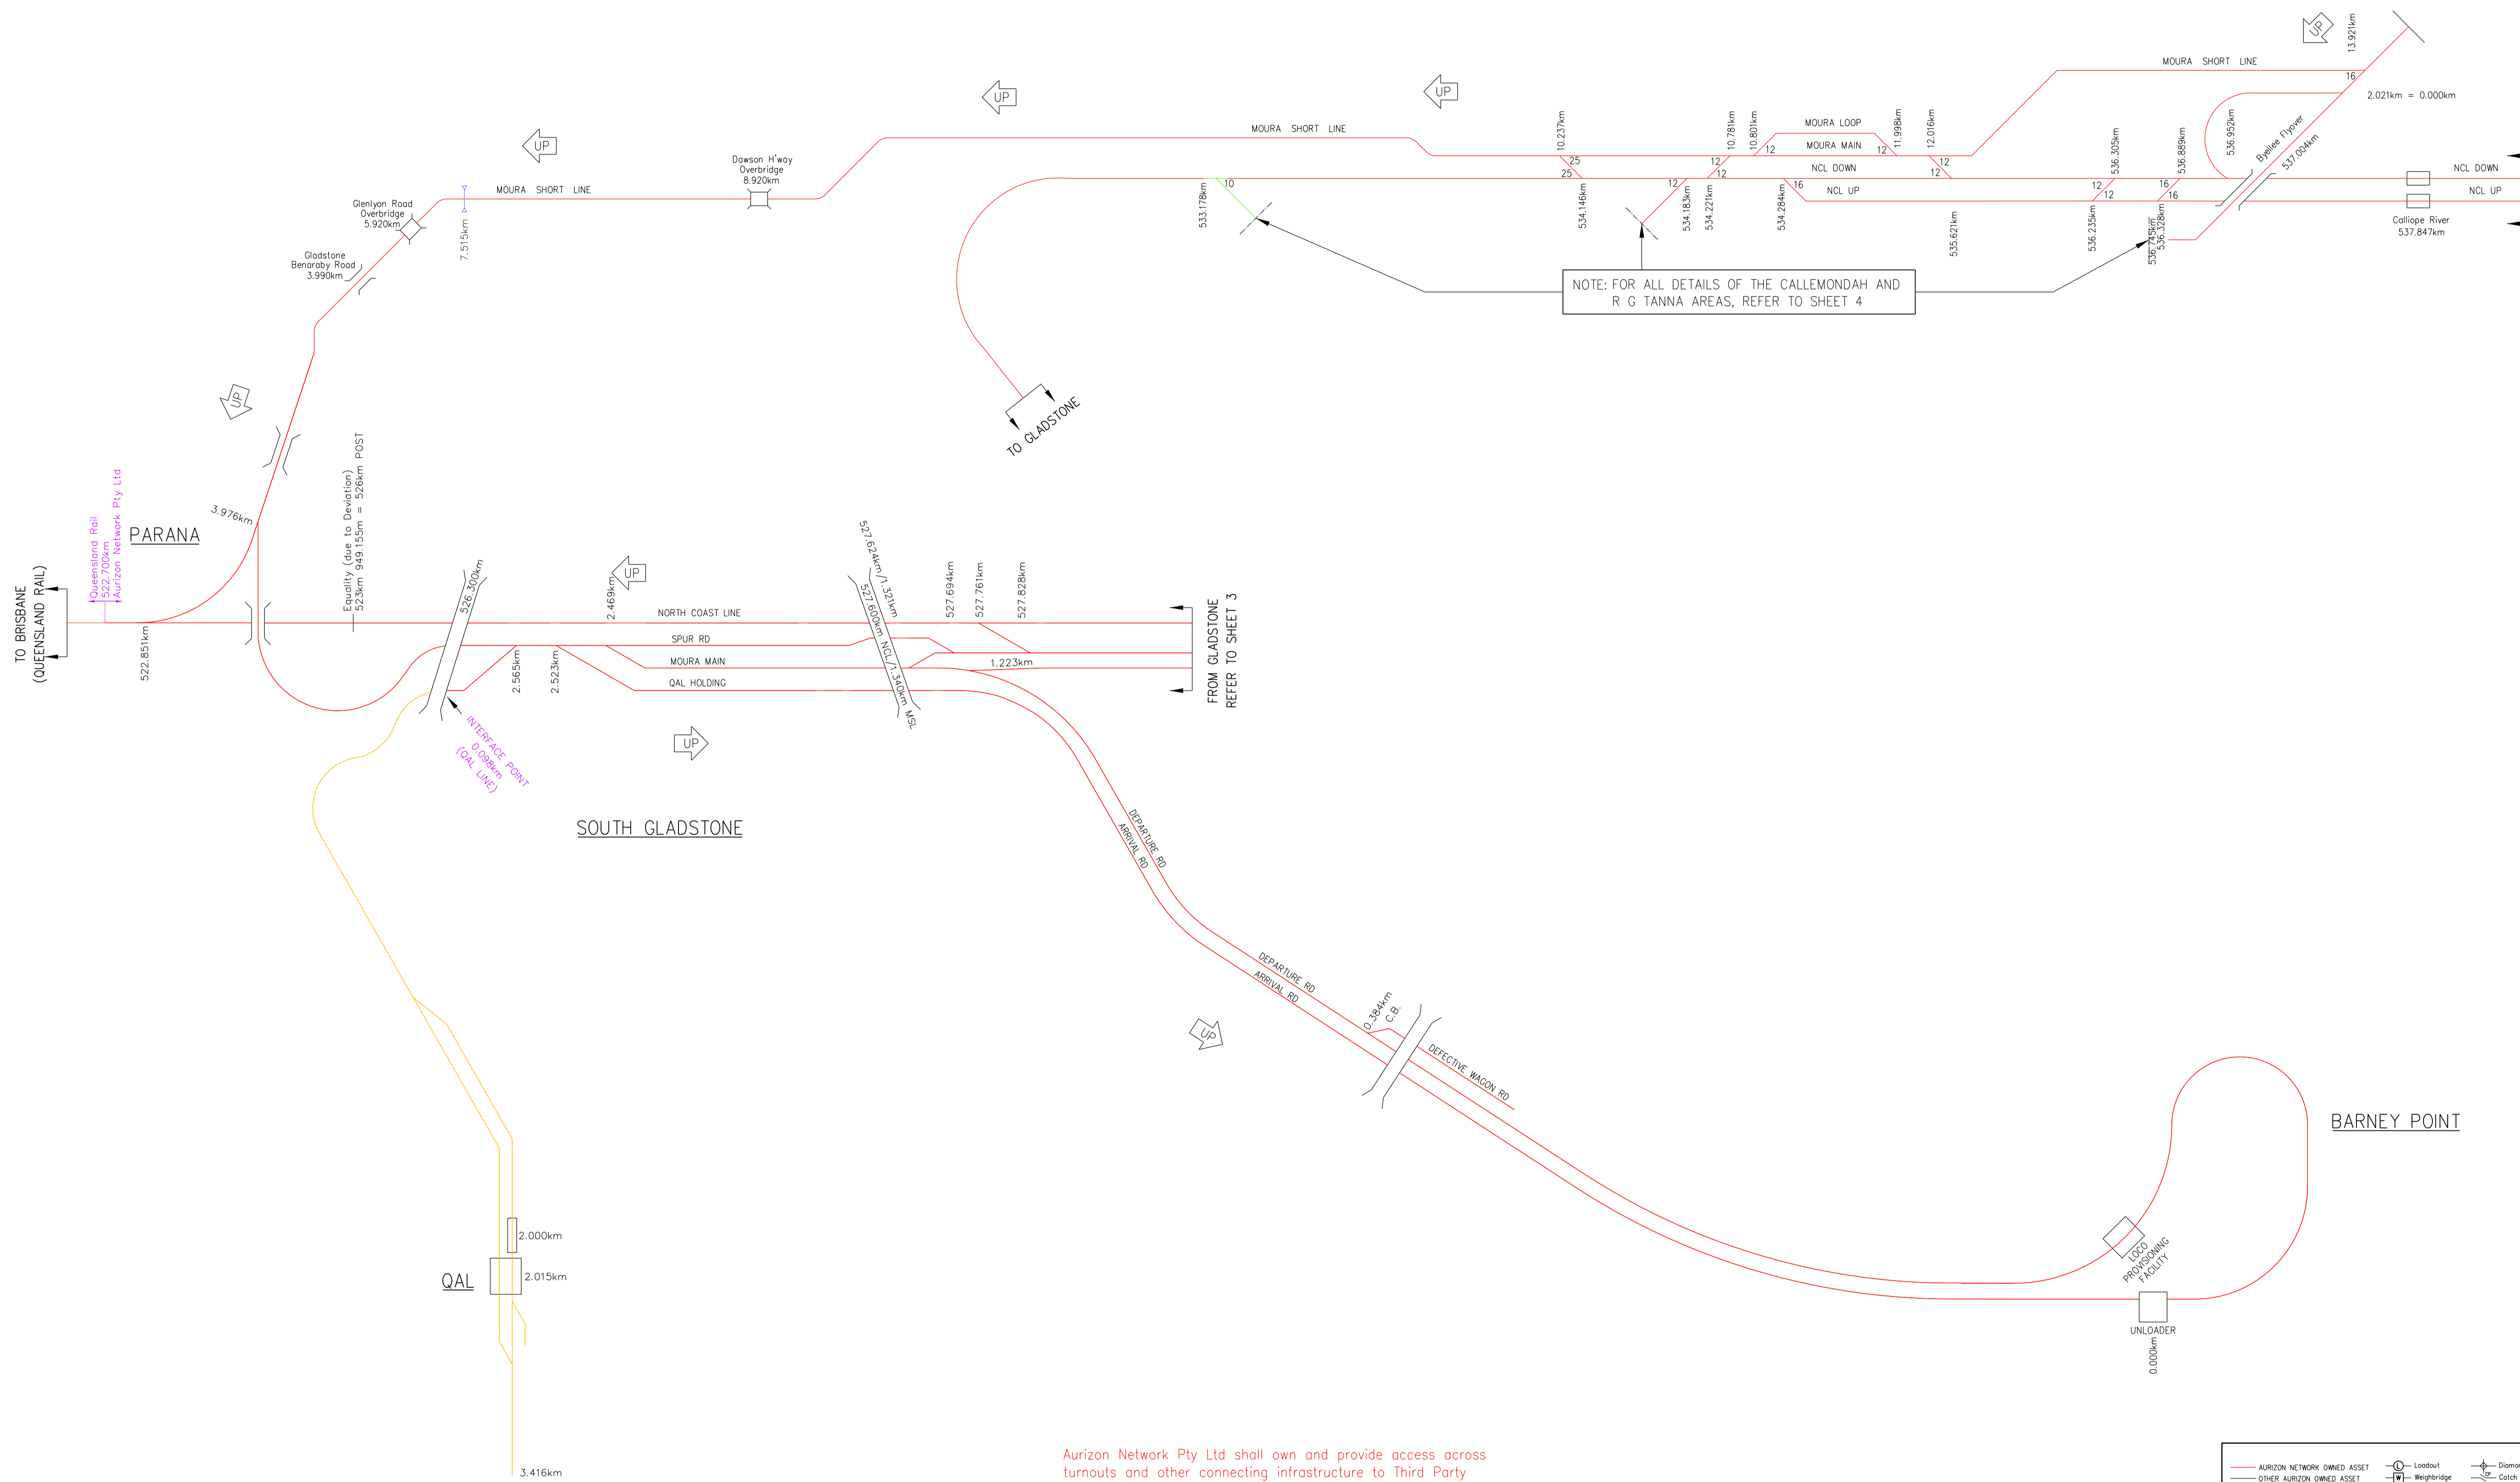 UP
13.921km
MOURA SHORT LINE
16
2.021km = 0.000km
UP
UP
MOURA SHORT LINE
10.237km
10.781km
10.801km
MOURA LOOP
11.998km
12.016km
MOURA MAIN
12
12
25
12
12
NCL DOWN
25
12
12
536.305km
536.889km
536.952km
Byellee Flyover
537.004km
NCL DOWN
NCL UP
UP
Dawson H'way
Overbridge
8.920km
MOURA SHORT LINE
10
533.178km
534.146km
12
534.183km
534.221km
16
534.284km
NCL UP
535.621km
12
12
16
16
536.235km
536.745km
536.328km
Calliope River
537.847km
Glenlyon Road
Overbridge
5.920km
7.515km
Gladstone
Benaraby Road
3.990km
NOTE: FOR ALL DETAILS OF THE CALLEMONDAH AND
R G TANNA AREAS, REFER TO SHEET 4
UP
TO GLADSTONE
3.976km
PARANA
Queensland Rail
522.700km
Aurizon Network Pty Ltd
Equality (due to Deviation)
523km 949.155m = 526km POST
TO BRISBANE
(QUEENSLAND RAIL)
522.851km
526.300km
UP
2.469km
NORTH COAST LINE
SPUR RD
MOURA MAIN
QAL HOLDING
2.565km
2.523km
527.624km/1.321km
527.600km NCL/1.340km MSL
527.694km
527.761km
527.828km
1.223km
FROM GLADSTONE
REFER TO SHEET 3
INTERFACE POINT
0.098km
(QAL LINE)
UP
SOUTH GLADSTONE
DEPARTURE RD
ARRIVAL RD
DEPARTURE RD
ARRIVAL RD
UP
0.384km
C.B.
DEFECTIVE WAGON RD
BARNEY POINT
LOCO
PROVISIONING
FACILITY
UNLOADER
0.000km
2.000km
QAL
2.015km
3.416km
Aurizon Network Pty Ltd shall own and provide access across
turnouts and other connecting infrastructure to Third Party
AURIZON NETWORK OWNED ASSET
L Loadout
OTHER AURIZON OWNED ASSET
W Weighbridge
CP Catch